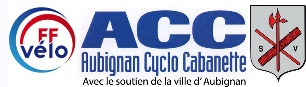 FF
vélo
ACC
Aubignan Cyclo Cabanette
Avec le soutien de la ville d'Aubignan
S V